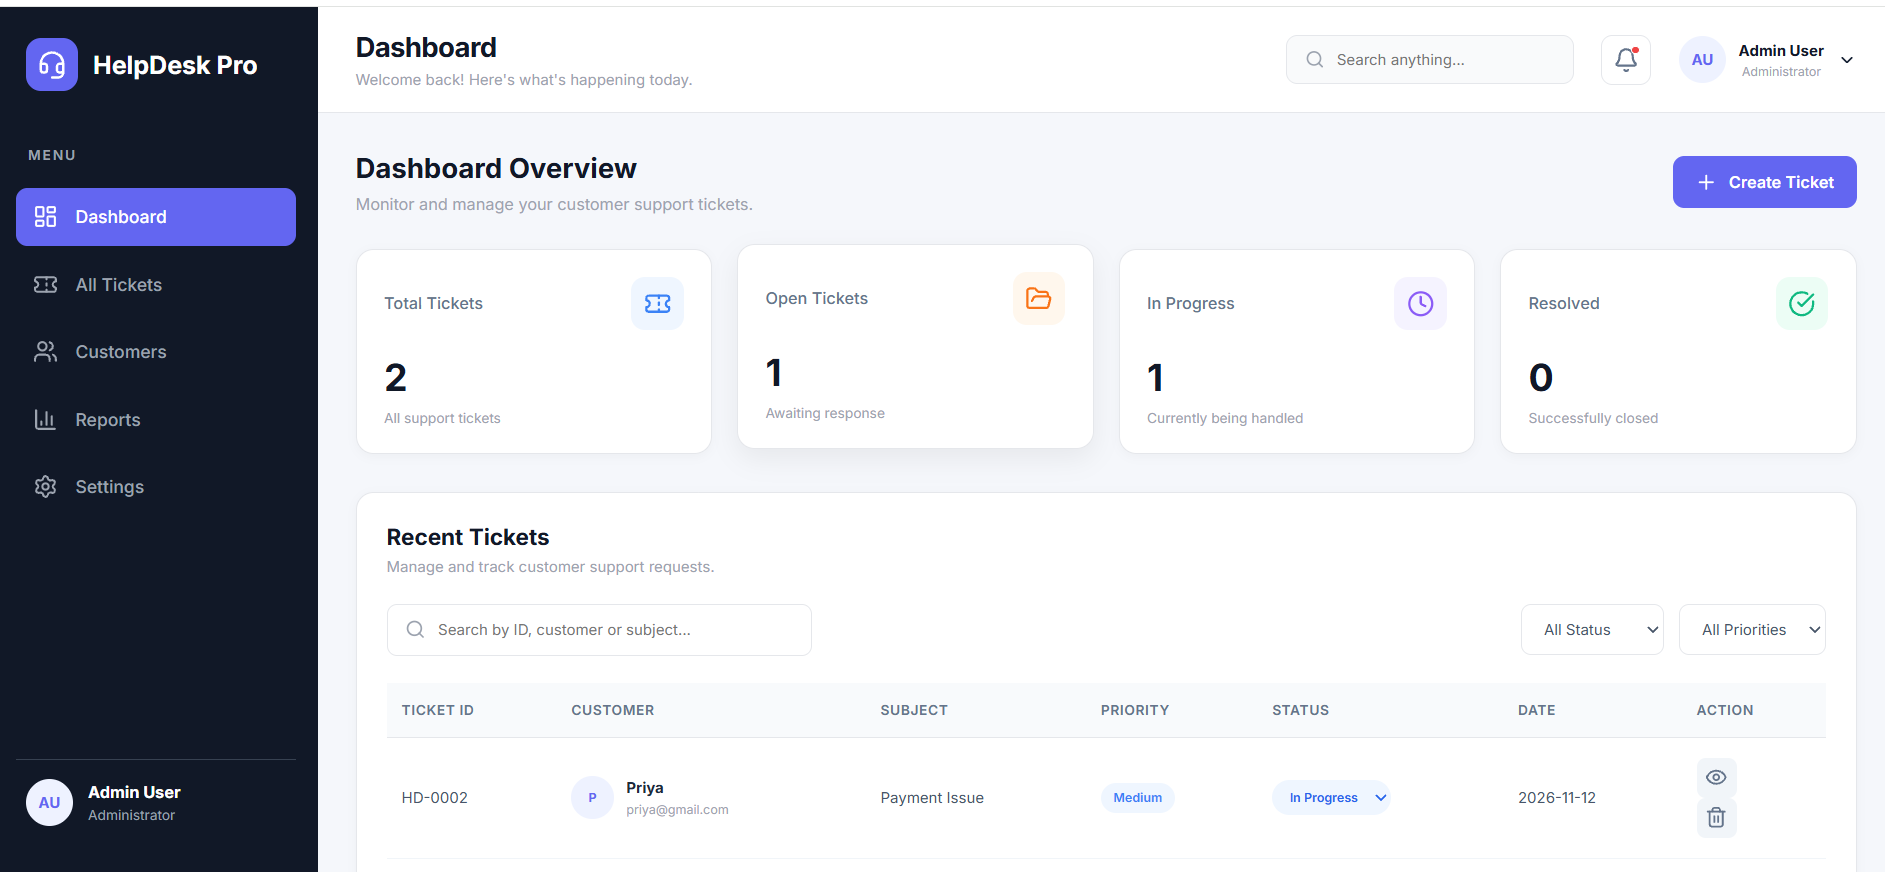 HelpDesk Pro
MENU
Dashboard
All Tickets
Customers
Reports
Settings
AU
Admin User
Administrator
Dashboard
Welcome back! Here's what's happening today.
Search anything...
AU
Admin User
Administrator
Dashboard Overview
Monitor and manage your customer support tickets.
Create Ticket
Total Tickets
2
All support tickets
Open Tickets
1
Awaiting response
In Progress
1
Currently being handled
Resolved
0
Successfully closed
Recent Tickets
Manage and track customer support requests.
Search by ID, customer or subject...
All Status
All Priorities
TICKET ID CUSTOMER SUBJECT PRIORITY STATUS DATE ACTION
HD-0002
P
Priya
priya@gmail.com
Payment Issue
Medium
In Progress
2026-11-12